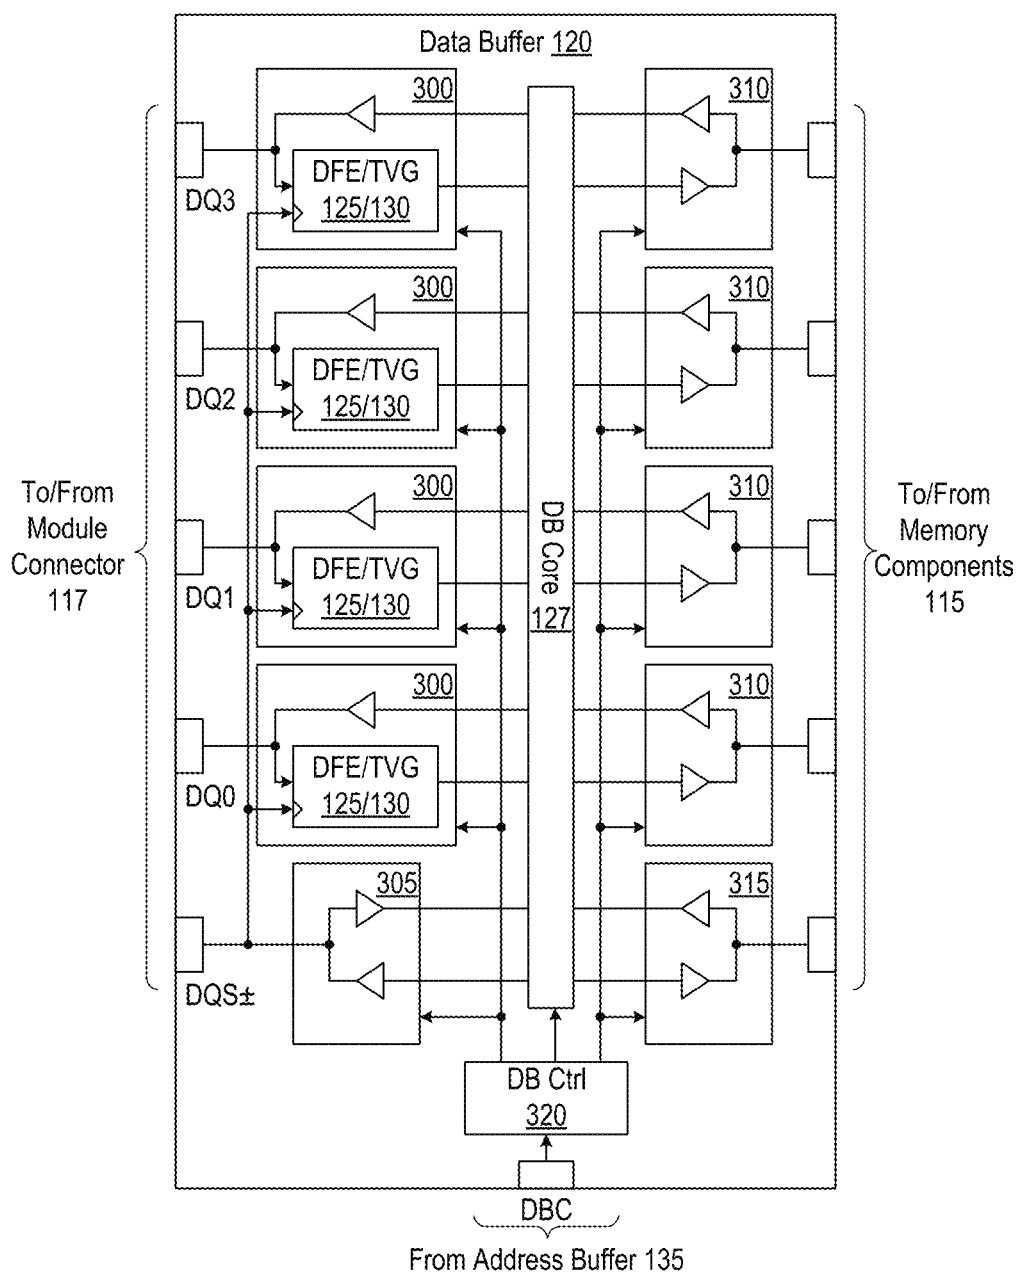 Data Buffer 120
300
310
DFE/TVG
125/130
DQ3
300
310
DFE/TVG
125/130
DQ2
To/From
Module
Connector
117
300
310
DFE/TVG
125/130
DQ1
DB Core
127
To/From
Memory
Components
115
300
310
DFE/TVG
125/130
DQ0
305
315
DQS±
DB Ctrl
320
DBC
From Address Buffer 135